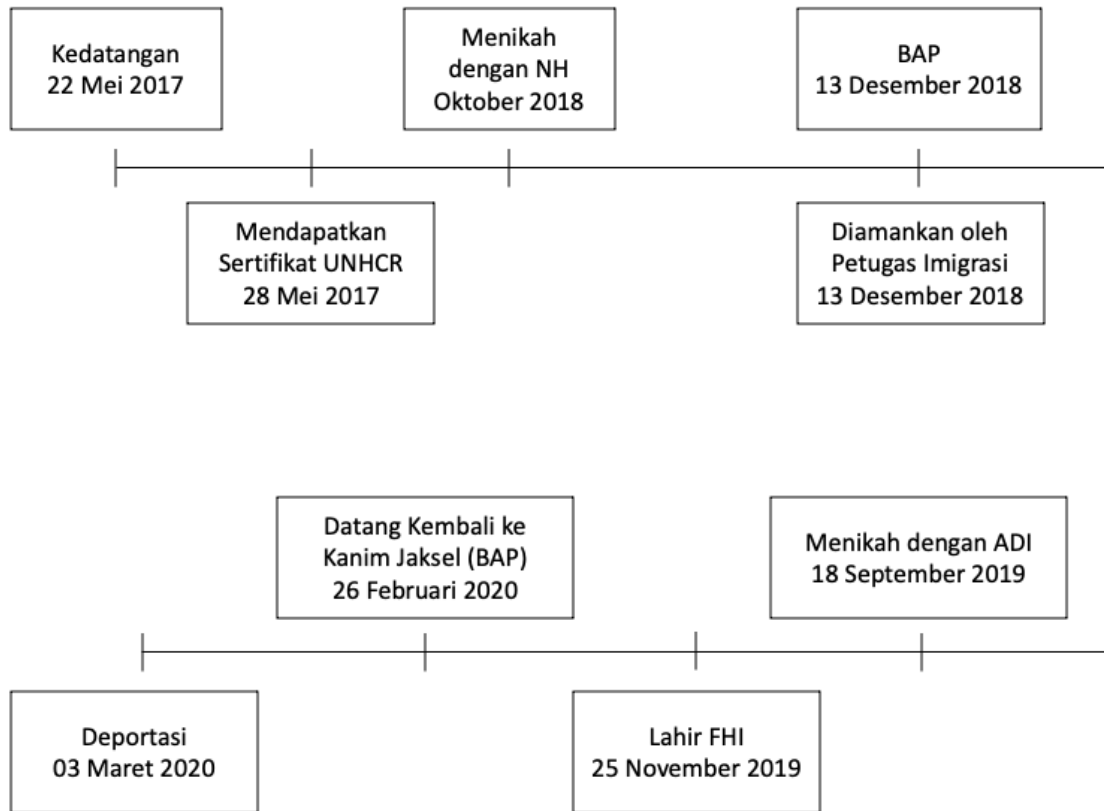 Kedatangan
22 Mei 2017
Menikah
dengan NH
Oktober 2018
BAP
13 Desember 2018
Mendapatkan
Sertifikat UNHCR
28 Mei 2017
Diamankan oleh
Petugas Imigrasi
13 Desember 2018
Datang Kembali ke
Kanim Jaksel (BAP)
26 Februari 2020
Menikah dengan ADI
18 September 2019
Deportasi
03 Maret 2020
Lahir FHI
25 November 2019